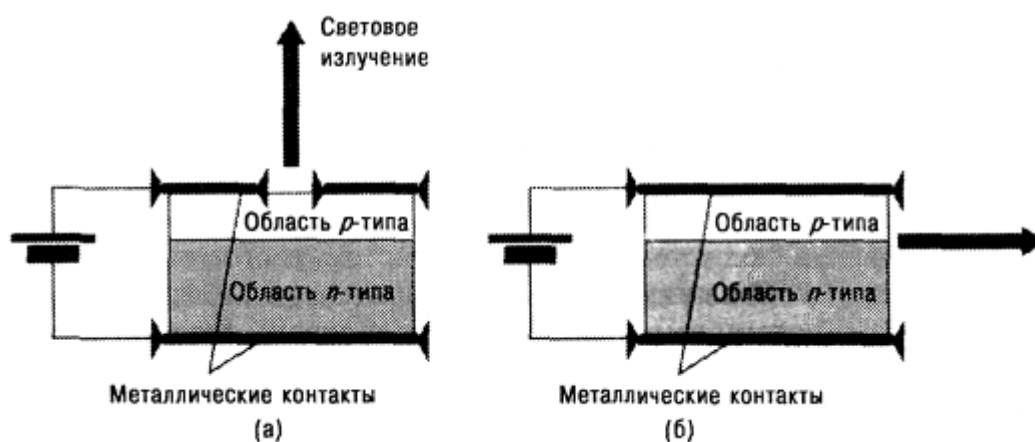 Световое
излучение
Область p-типа
Область n-типа
Металлические контакты
(а)
Область p-типа
Область n-типа
Металлические контакты
(б)